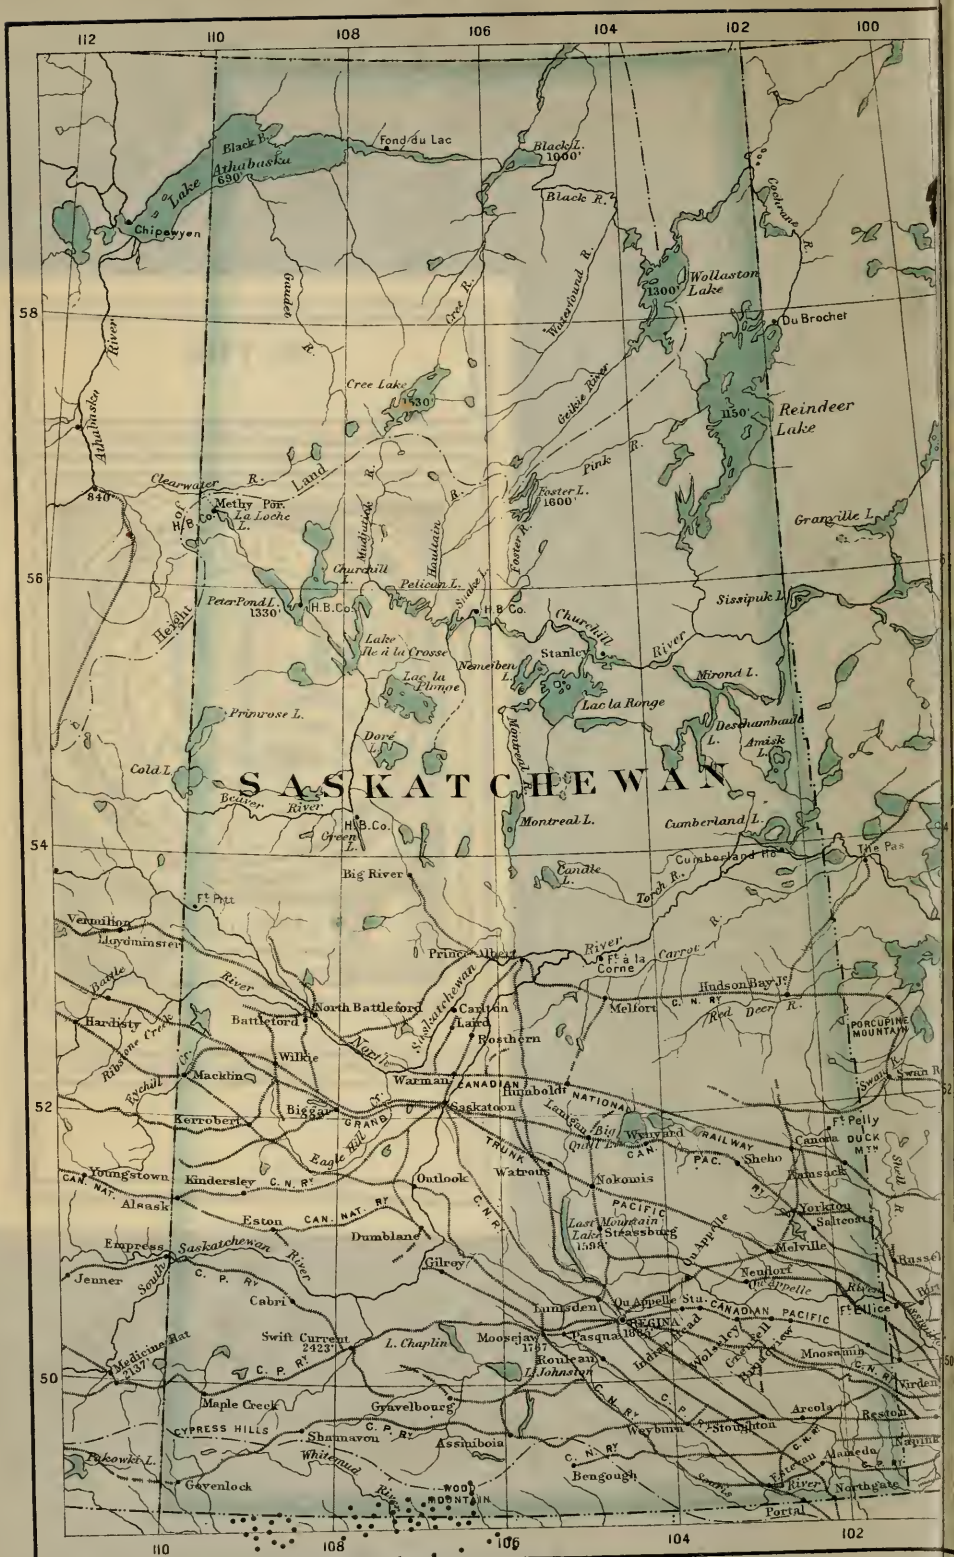 112 110 108 106 104 102 100
Black B.
Fond du Lac
Black L.
1000'
Lake Athabaska
690'
Black R.
Chipewyen
Cochrane R.
Gaudet R.
Cree R.
Waterfound R.
1300'
Wollaston
Lake
58
River
Du Brochet
Cree Lake
1530'
Geikie River
1150'
Reindeer
Lake
Athabaska
Clearwater R.
Land
R.
Pink R.
840'
Methy Por.
H.B.Co.
La Loche
L.
of
Foster L.
1600'
Granville L.
Mudjatick
Haultain
Foster R.
56
Churchill
L.
Pelican L.
Snake L.
Sissipuk L.
Peter Pond L.
1330'
H.B.Co.
H.B.Co.
Height
Churchill
River
Lake
Ile à la Crosse
Stanley
Nemeiben
L.
Mirond L.
Lac la
Plonge
Lac la Ronge
Primrose L.
Deschambault
L.
Doré
L.
Montreal R.
Amisk
L.
Cold L.
SASKATCHEWAN
Beaver River
H.B.Co.
Green
L.
Montreal L.
Cumberland L.
54
Cumberland Ho.
The Pas
Big River
Candle
L.
Torch R.
Ft. Pitt
Vermilion
Lloydminster
R.
Prince Albert
River
Ft. à la
Corne
Carrot
Battle
River
Hudson Bay Jc.
North Battleford
Saskatchewan
Carlton
Melfort
C. N. Ry
Hardisty
Battleford
Laird
Red Deer R.
PORCUPINE
MOUNTAIN
Ribstone Creek
Rosthern
North
Wilkie
Eyehill Cr.
Macklin
Warman
CANADIAN
Humboldt
Swan R.
Swan R
52
NATIONAL
Biggar
GRAND
Cr.
Saskatoon
Kerrobert
Lanigan
Big
Quill L.
Wynyard
RAILWAY
Ft. Pelly
DUCK
MTN
Canora
Eagle Hill
TRUNK
CAN.
PAC.
RY
Sheho
Kamsack
Youngstown
Kindersley
C. N. RY
Outlook
Watrous
Nokomis
Shell R.
CAN. NAT.
Alsask
C. N. R.
PACIFIC
Yorkton
Saltcoats
Eston
CAN. NAT. RY
Dumblane
Last Mountain
Lake
1598'
Strassburg
Empress
Saskatchewan
River
Qu'Appelle
Melville
Gilroy
Neudorf
Jenner
South
C. P. RY
Qu'appelle
River
Cabri
Lumsden
Qu'Appelle Sta.
CANADIAN PACIFIC
Ft. Ellice
REGINA
1885'
Medicine Hat
2137'
Swift Current
2423'
L. Chaplin
Moosejaw
1767
Pasqua
Indian Head
Wolseley
Grenfell
Broadview
Moosomin
C. P. RY
Rouleau
L. Johnston
C. N. RY
Virden
50
Maple Creek
Gravelbourg
C. N. RY
C. P. R
Arcola
Reston
CYPRESS HILLS
Shaunavon
C. P. RY
Assiniboia
Weyburn
Stoughton
C. N. RY
Napink
Pakowki L.
Whitemud
River
C. N. RY
Bengough
Estevan
Alameda
C. P. RY
Govenlock
WOOD
MOUNTAIN
Souris
River
Northgate
Portal
110 108 106 104 102